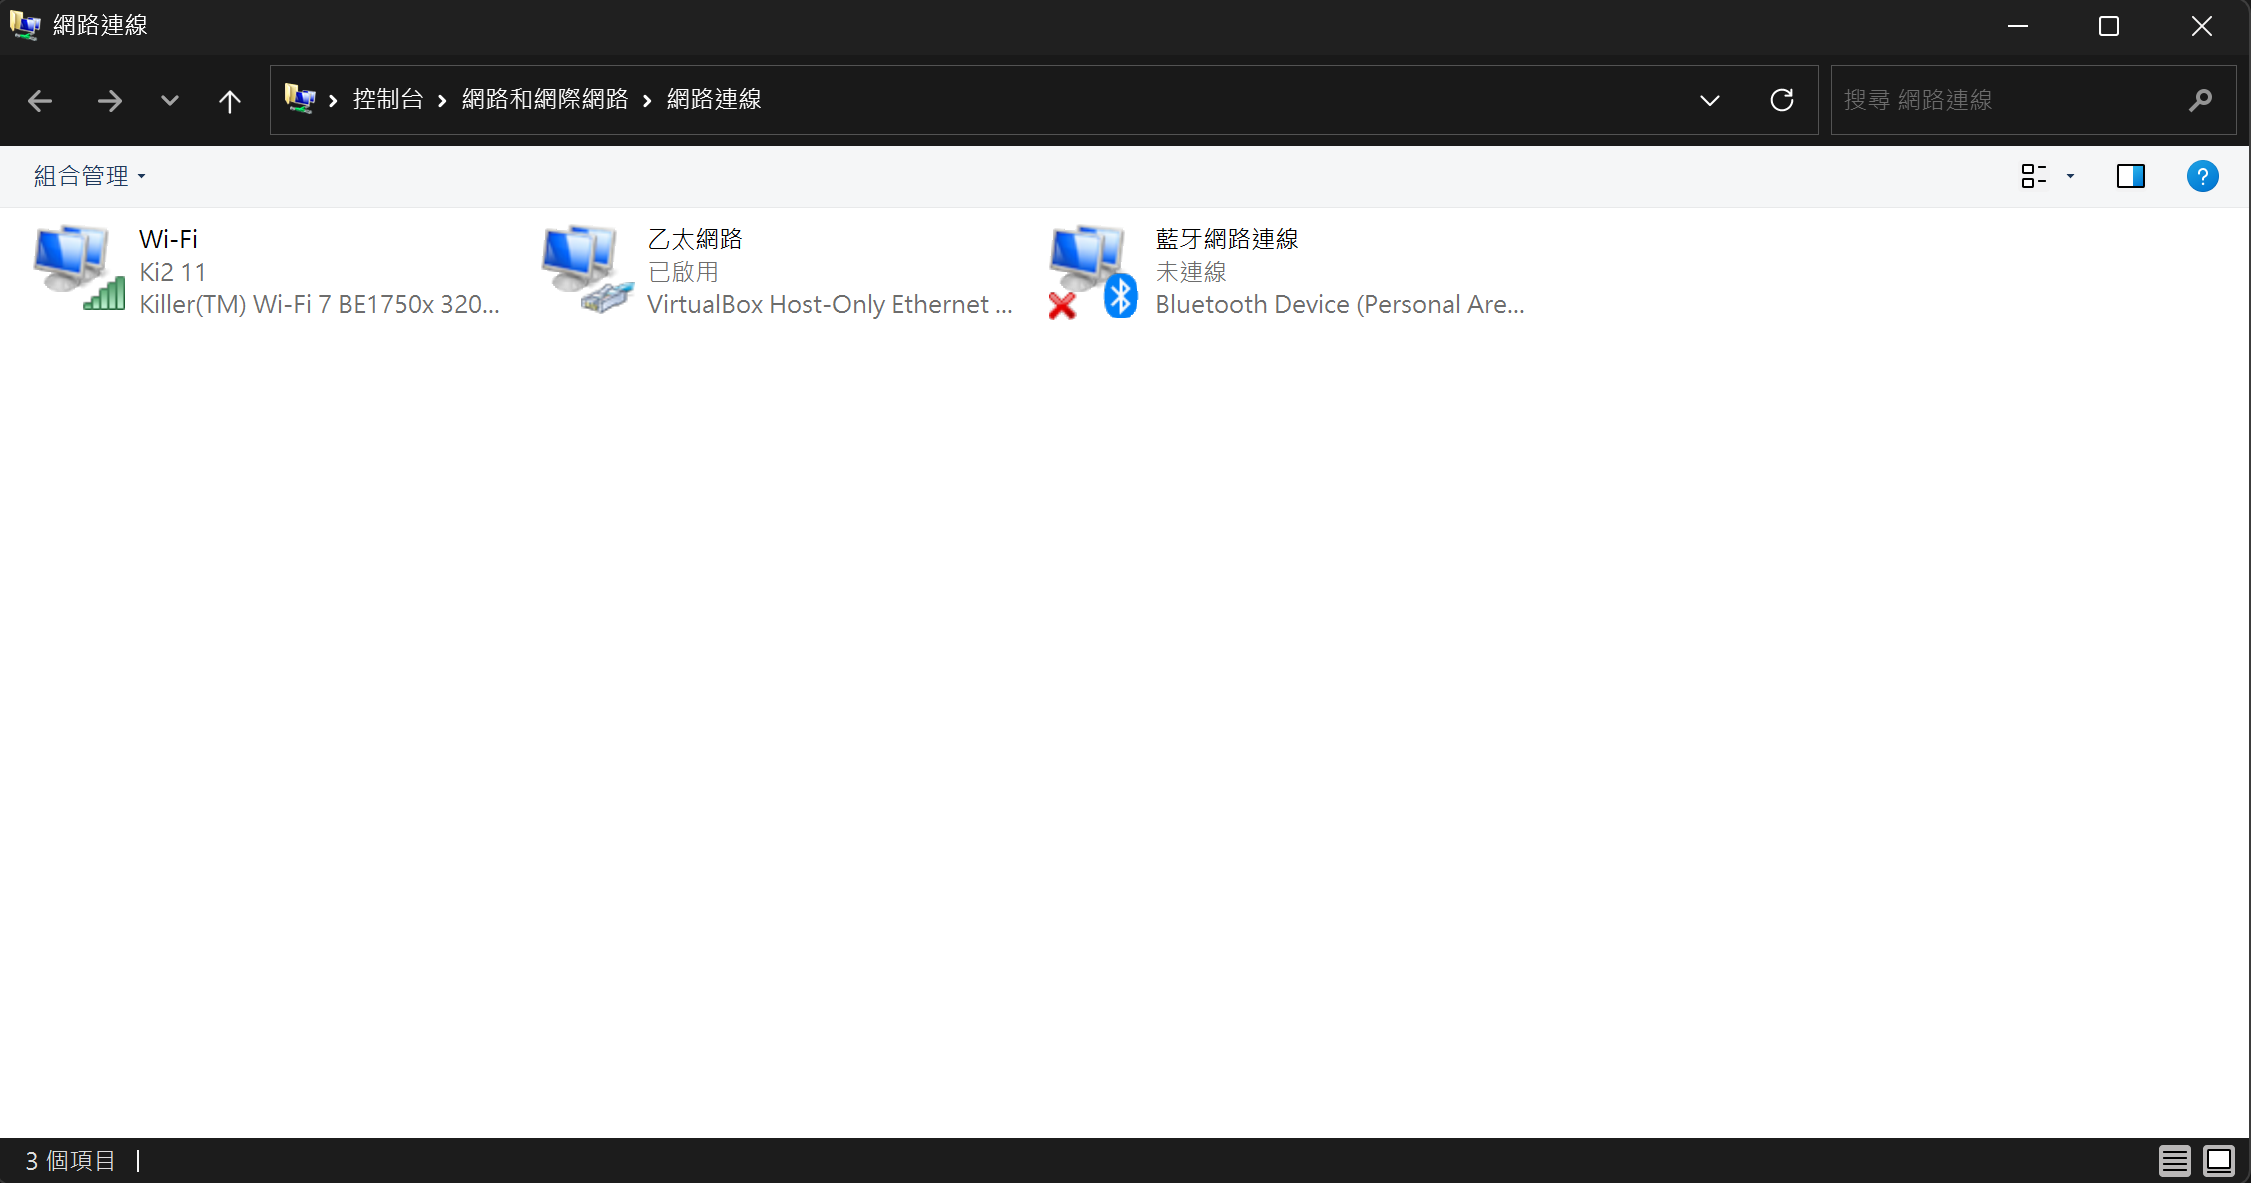 網路連線
控制台 網路和網際網路 網路連線
搜尋 網路連線
組合管理
Wi-Fi
Ki2 11
Killer(TM) Wi-Fi 7 BE1750x 320...
乙太網路
已啟用
VirtualBox Host-Only Ethernet ...
藍牙網路連線
未連線
Bluetooth Device (Personal Are...
3 個項目